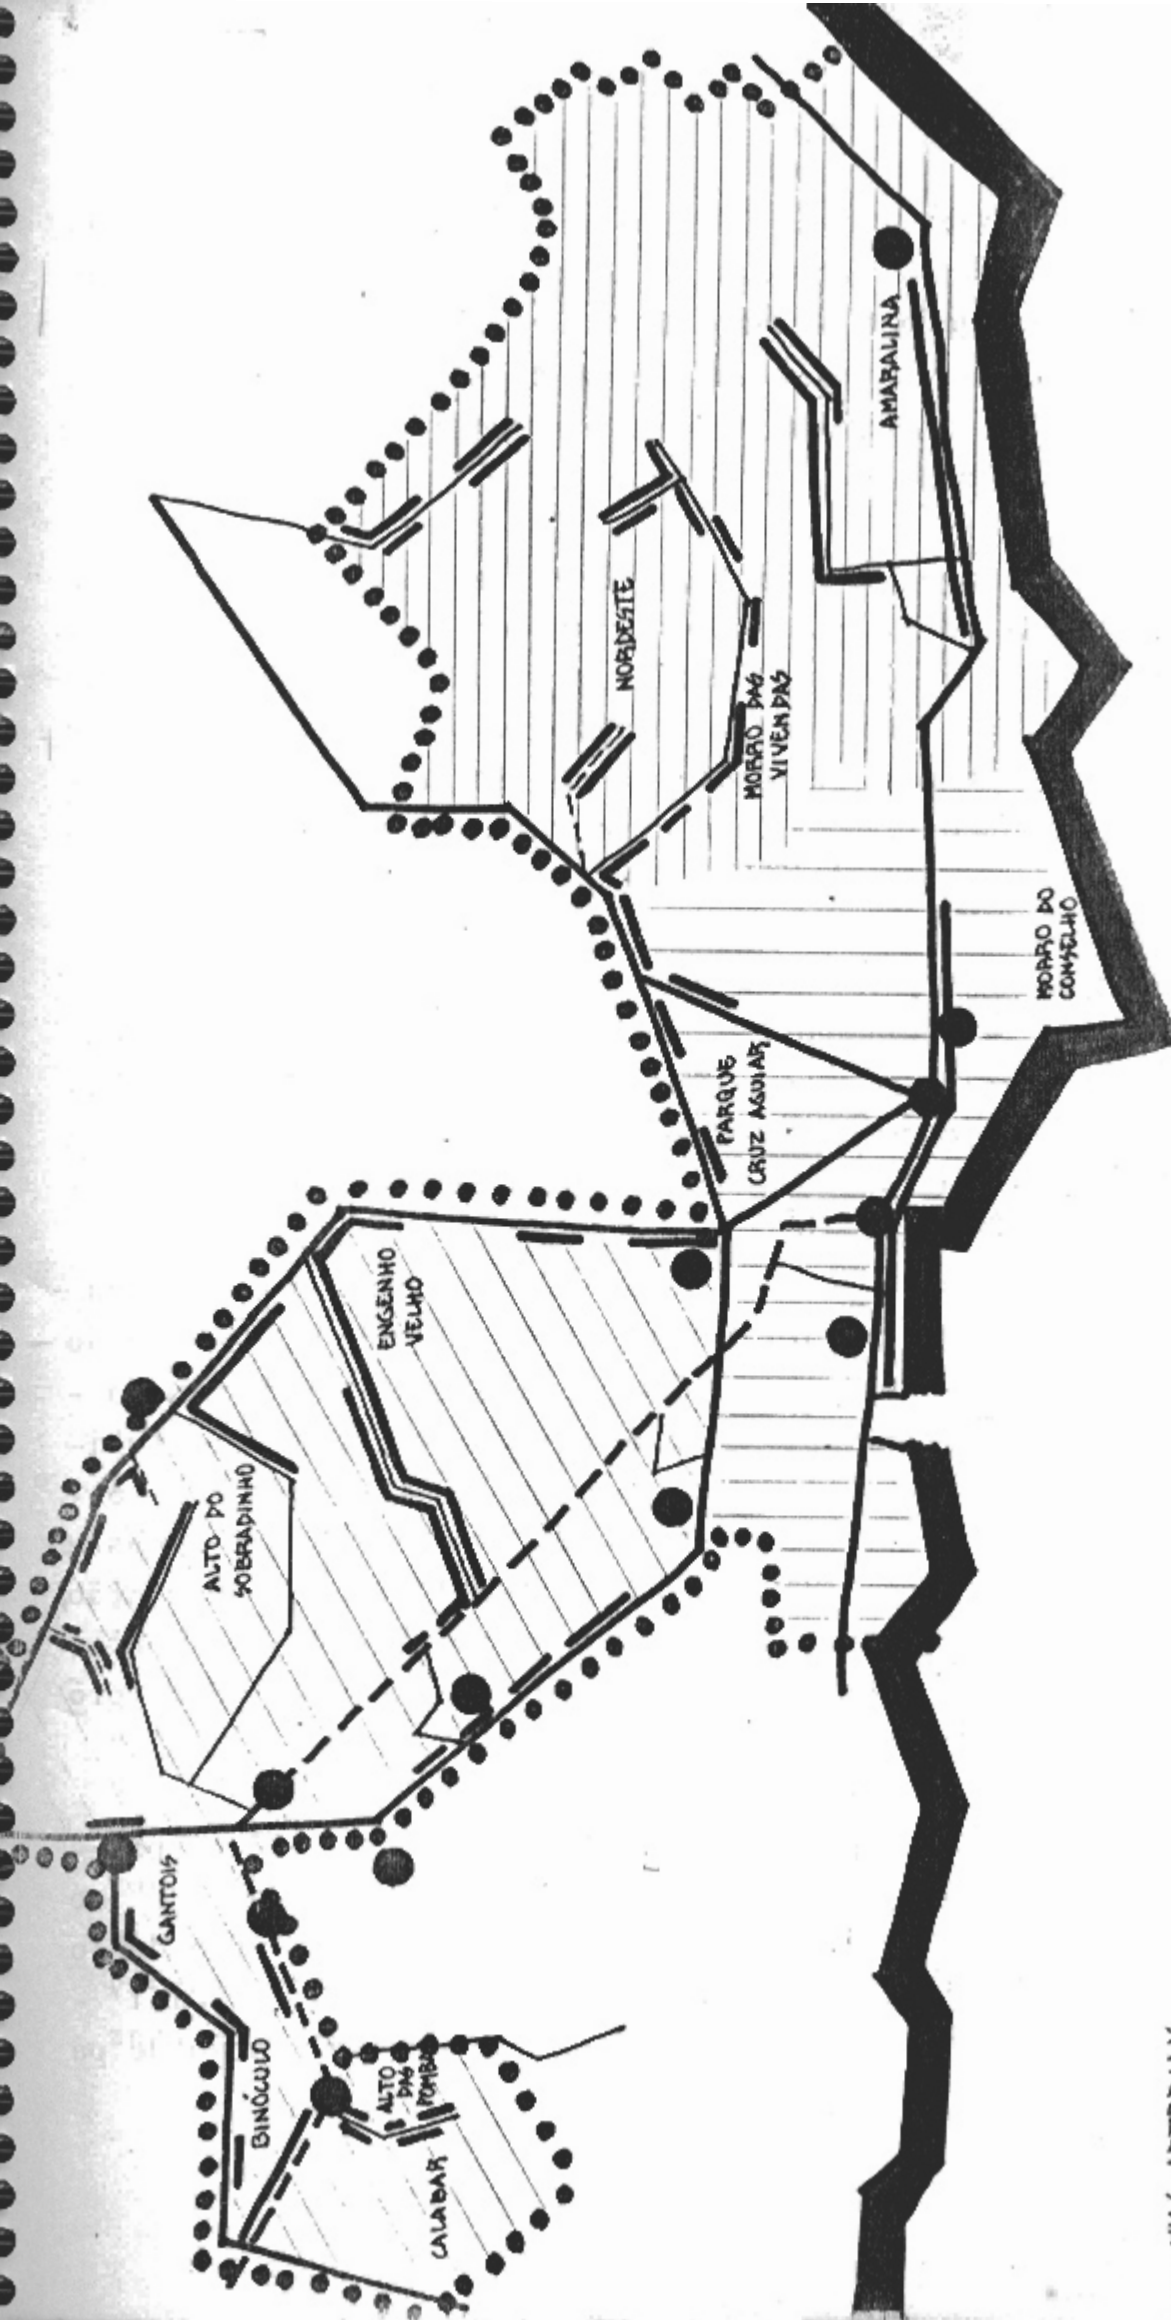 AMARALINA
NORDESTE
MORRO DAS
VIVENDAS
MORRO DO
CONSELHO
PARQUE
CRUZ AGUIAR
ENGENHO
VELHO
ALTO DO
SOBRADINHO
GANTOIS
BINÓCULO
ALTO
DAS
POMBAS
CALABAR